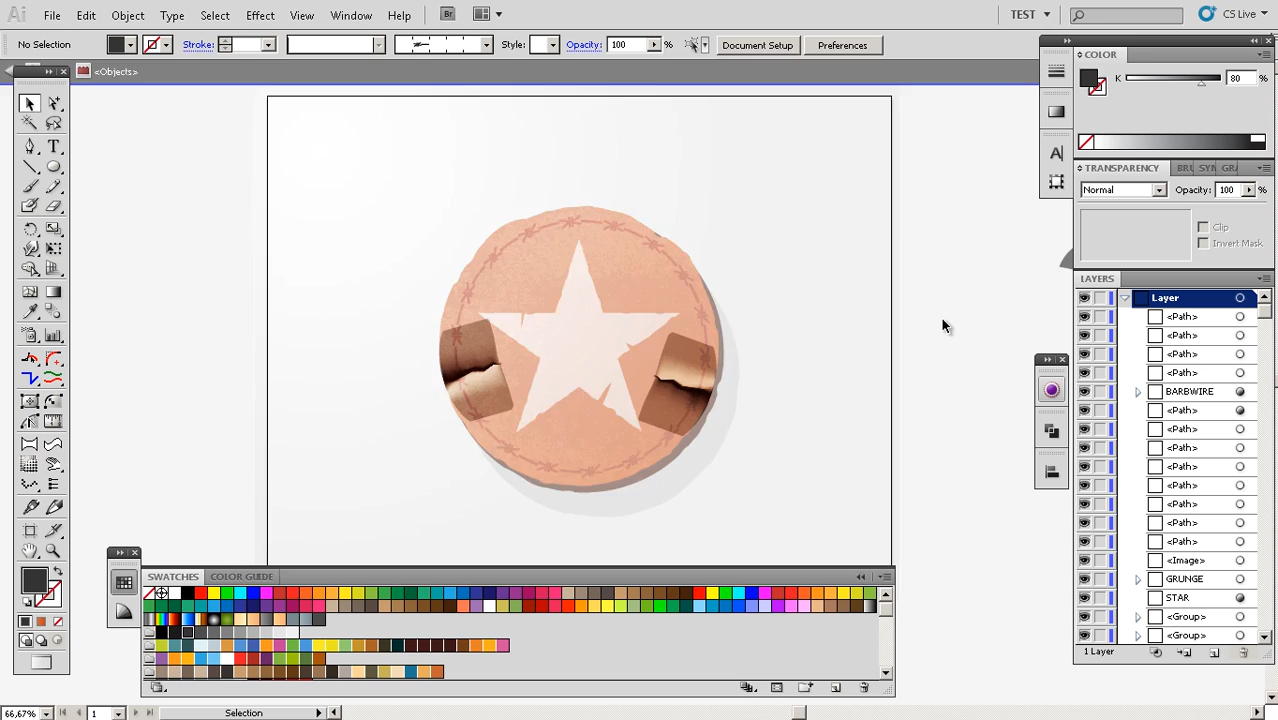 Ai File Edit Object Type Select Effect View Window Help Br TEST CS Live
No Selection Stroke: Style: Opacity: 100 % Document Setup Preferences
<Objects>
COLOR
K 80 %
TRANSPARENCY
Normal Opacity: 100
Clip
Invert Mask
LAYERS
Layer
<Path>
<Path>
<Path>
<Path>
BARBWIRE
<Path>
<Path>
<Path>
<Path>
<Path>
<Path>
<Path>
<Path>
<Image>
GRUNGE
STAR
<Group>
<Group>
1 Layer
SWATCHES COLOR GUIDE
66,67% 1 Selection